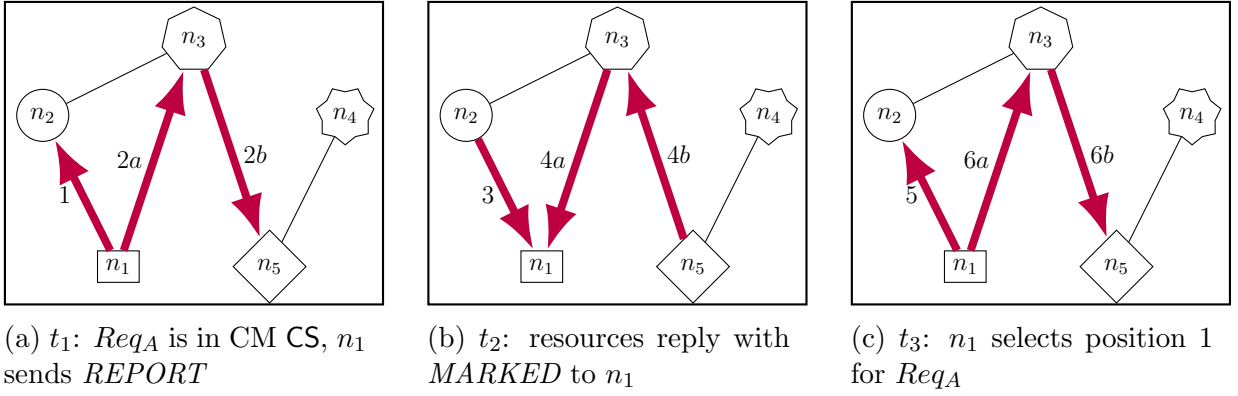 n3
n2
n4
2a
2b
1
n1
n5
n3
n2
n4
4a
4b
3
n1
n5
n3
n2
n4
6a
6b
5
n1
n5
(a) t1: ReqA is in CM CS, n1
sends REPORT
(b) t2: resources reply with
MARKED to n1
(c) t3: n1 selects position 1
for ReqA